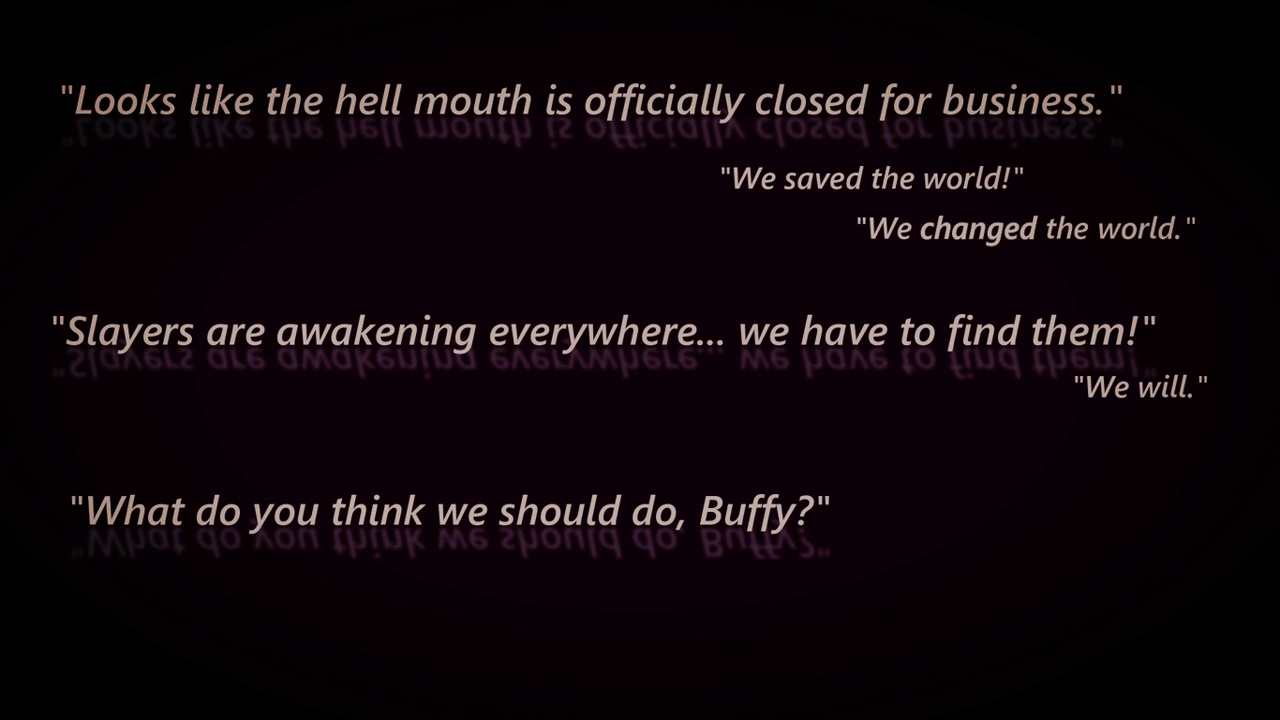 "Looks like the hell mouth is officially closed for business."
"We saved the world!"
"We changed the world."
"Slayers are awakening everywhere... we have to find them!"
"We will."
"What do you think we should do, Buffy?"